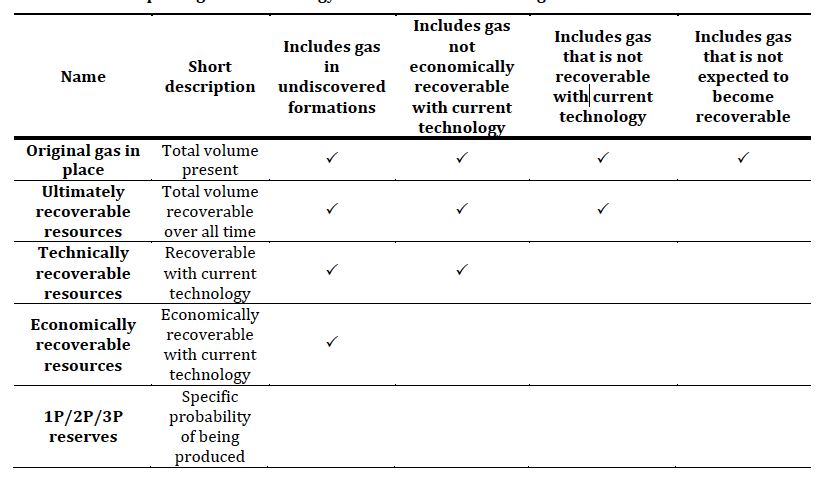 Name
Short
description
Includes gas
in
undiscovered
formations
Includes gas
not
economically
recoverable
with current
technology
Includes gas
that is not
recoverable
with current
technology
Includes gas
that is not
expected to
become
recoverable
Original gas in
place
Total volume
present
✓ ✓ ✓ ✓
Ultimately
recoverable
resources
Total volume
recoverable
over all time
✓ ✓ ✓
Technically
recoverable
resources
Recoverable
with current
technology
✓ ✓
Economically
recoverable
resources
Economically
recoverable
with current
technology
✓
1P/2P/3P
reserves
Specific
probability
of being
produced